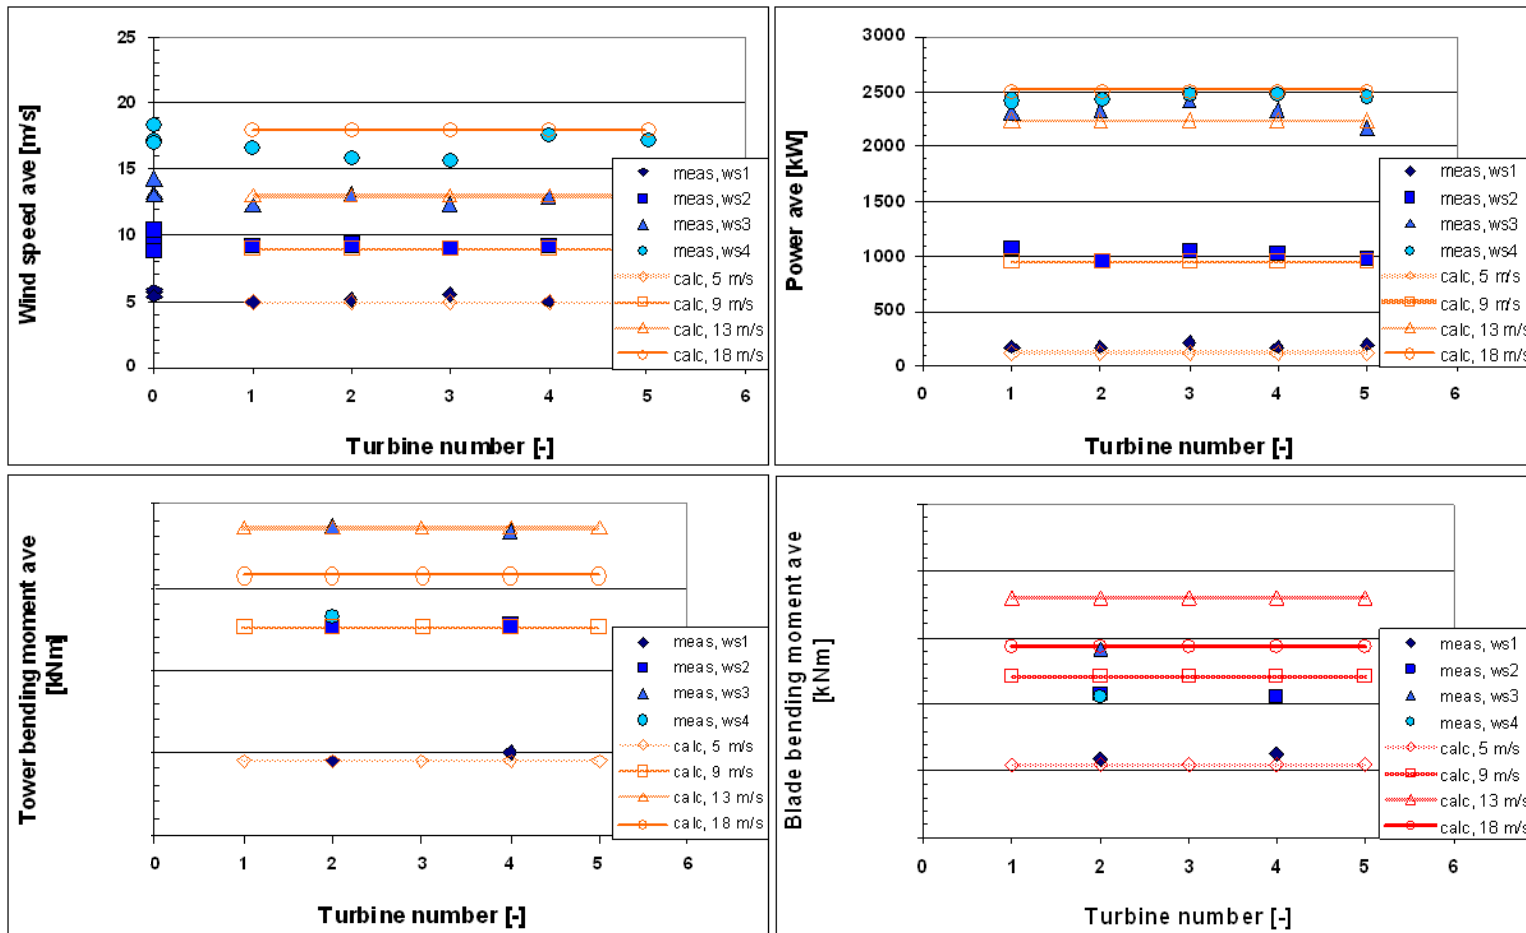 Wind speed ave [m/s]
25
20
15
10
5
0
0 1 2 3 4 5 6
Turbine number [-]
meas, ws1
meas, ws2
meas, ws3
meas, ws4
calc, 5 m/s
calc, 9 m/s
calc, 13 m/s
calc, 18 m/s
Power ave [kW]
3000
2500
2000
1500
1000
500
0
0 1 2 3 4 5 6
Turbine number [-]
meas, ws1
meas, ws2
meas, ws3
meas, ws4
calc, 5 m/s
calc, 9 m/s
calc, 13 m/s
calc, 18 m/s
Tower bending moment ave
[kNm]
0 1 2 3 4 5 6
Turbine number [-]
meas, ws1
meas, ws2
meas, ws3
meas, ws4
calc, 5 m/s
calc, 9 m/s
calc, 13 m/s
calc, 18 m/s
Blade bending moment ave
[kNm]
0 1 2 3 4 5 6
Turbine number [-]
meas, ws1
meas, ws2
meas, ws3
meas, ws4
calc, 5 m/s
calc, 9 m/s
calc, 13 m/s
calc, 18 m/s